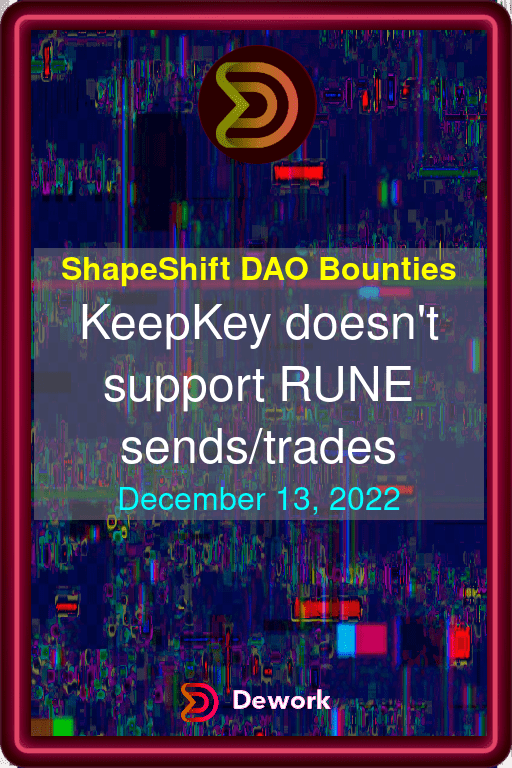 ShapeShift DAO Bounties
KeepKey doesn't
support RUNE
sends/trades
December 13, 2022
Dework